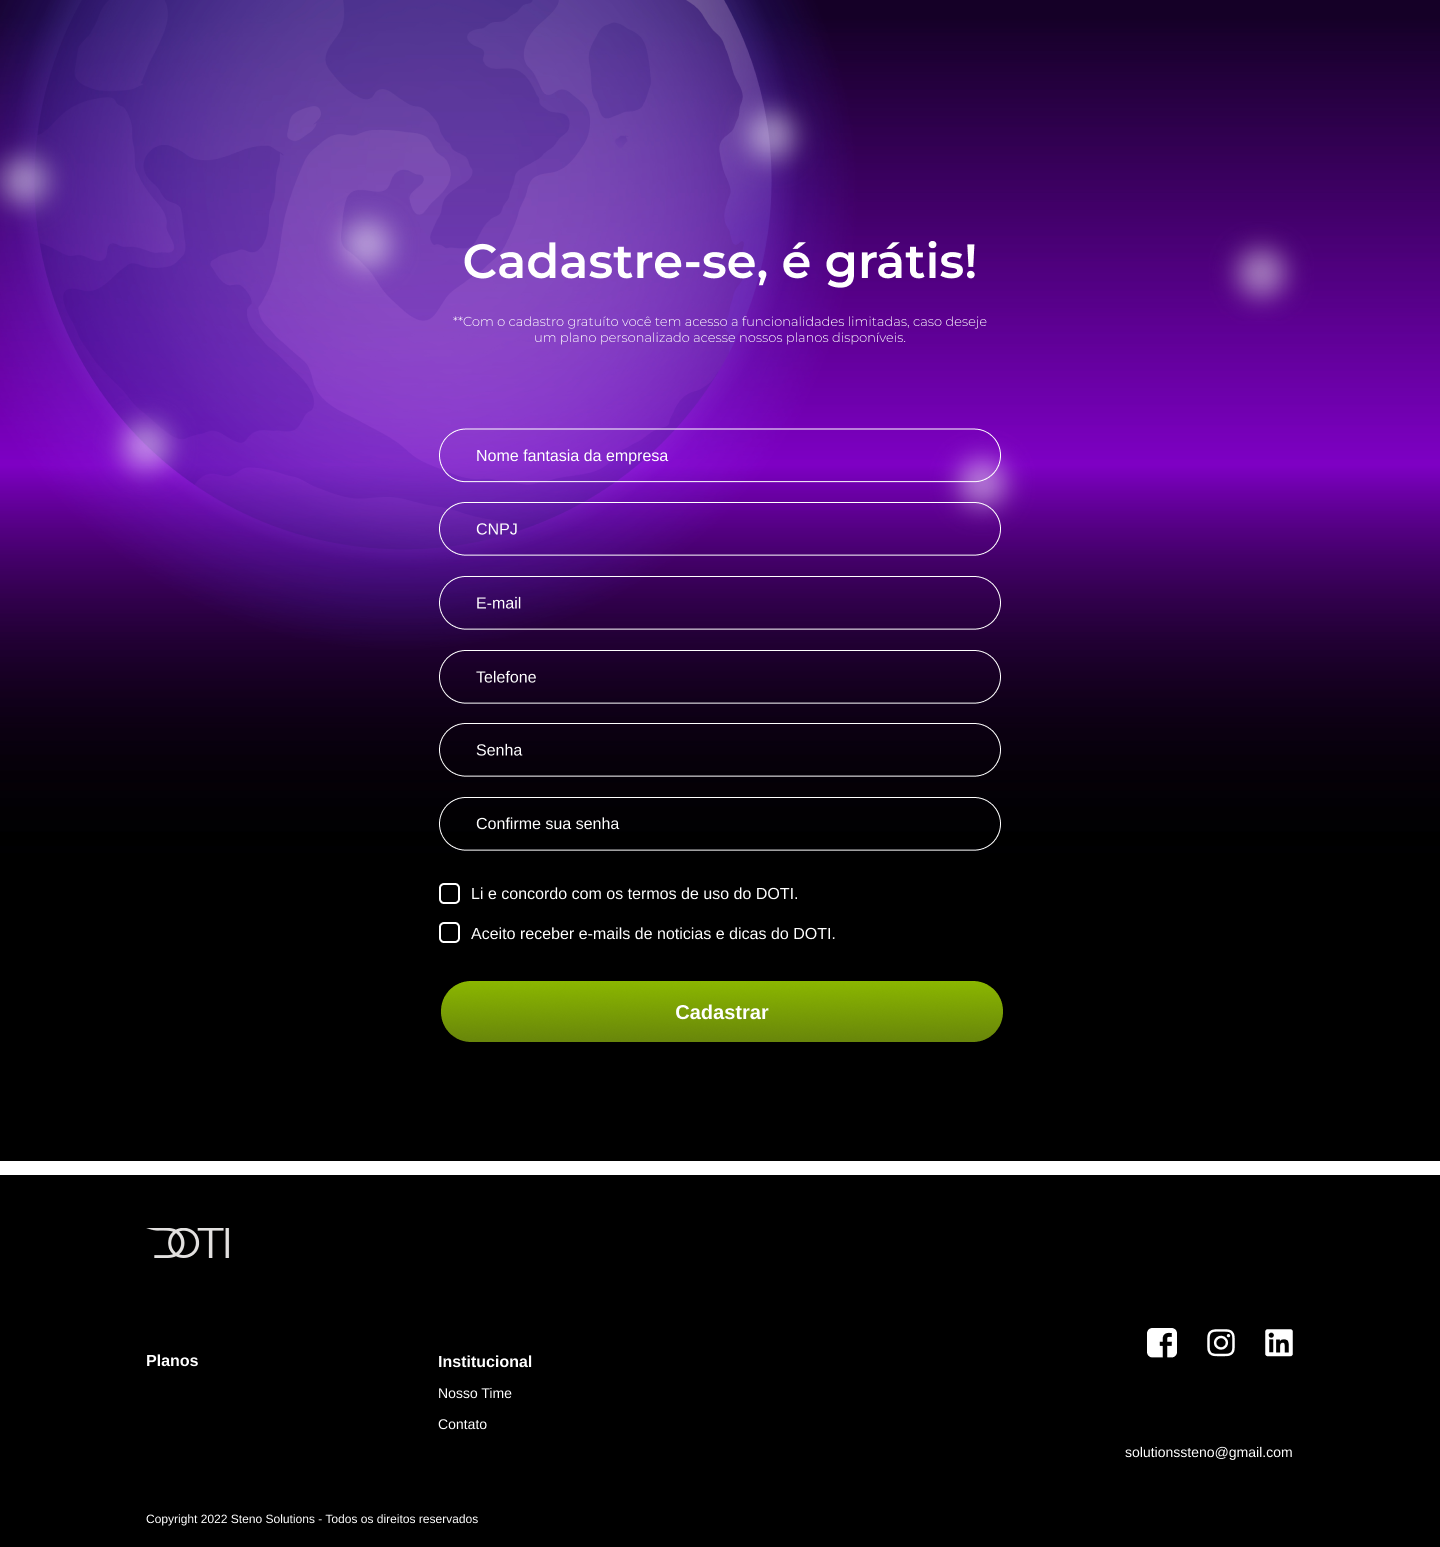 Cadastre-se, é grátis!
**Com o cadastro gratuíto você tem acesso a funcionalidades limitadas, caso deseje
um plano personalizado acesse nossos planos disponíveis.
Nome fantasia da empresa
CNPJ
E-mail
Telefone
Senha
Confirme sua senha
Li e concordo com os termos de uso do DOTI.
Aceito receber e-mails de noticias e dicas do DOTI.
Cadastrar
DOTI
Planos
Institucional
Nosso Time
Contato
solutionssteno@gmail.com
Copyright 2022 Steno Solutions - Todos os direitos reservados